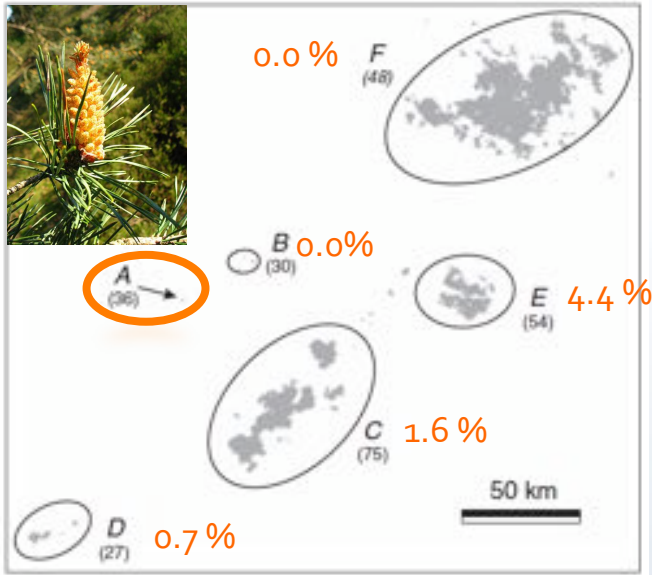 0.0 %
F
(48)
B
0.0%
(30)
A
(36)
E
4.4 %
(54)
C
1.6 %
(75)
50 km
D
0.7 %
(27)